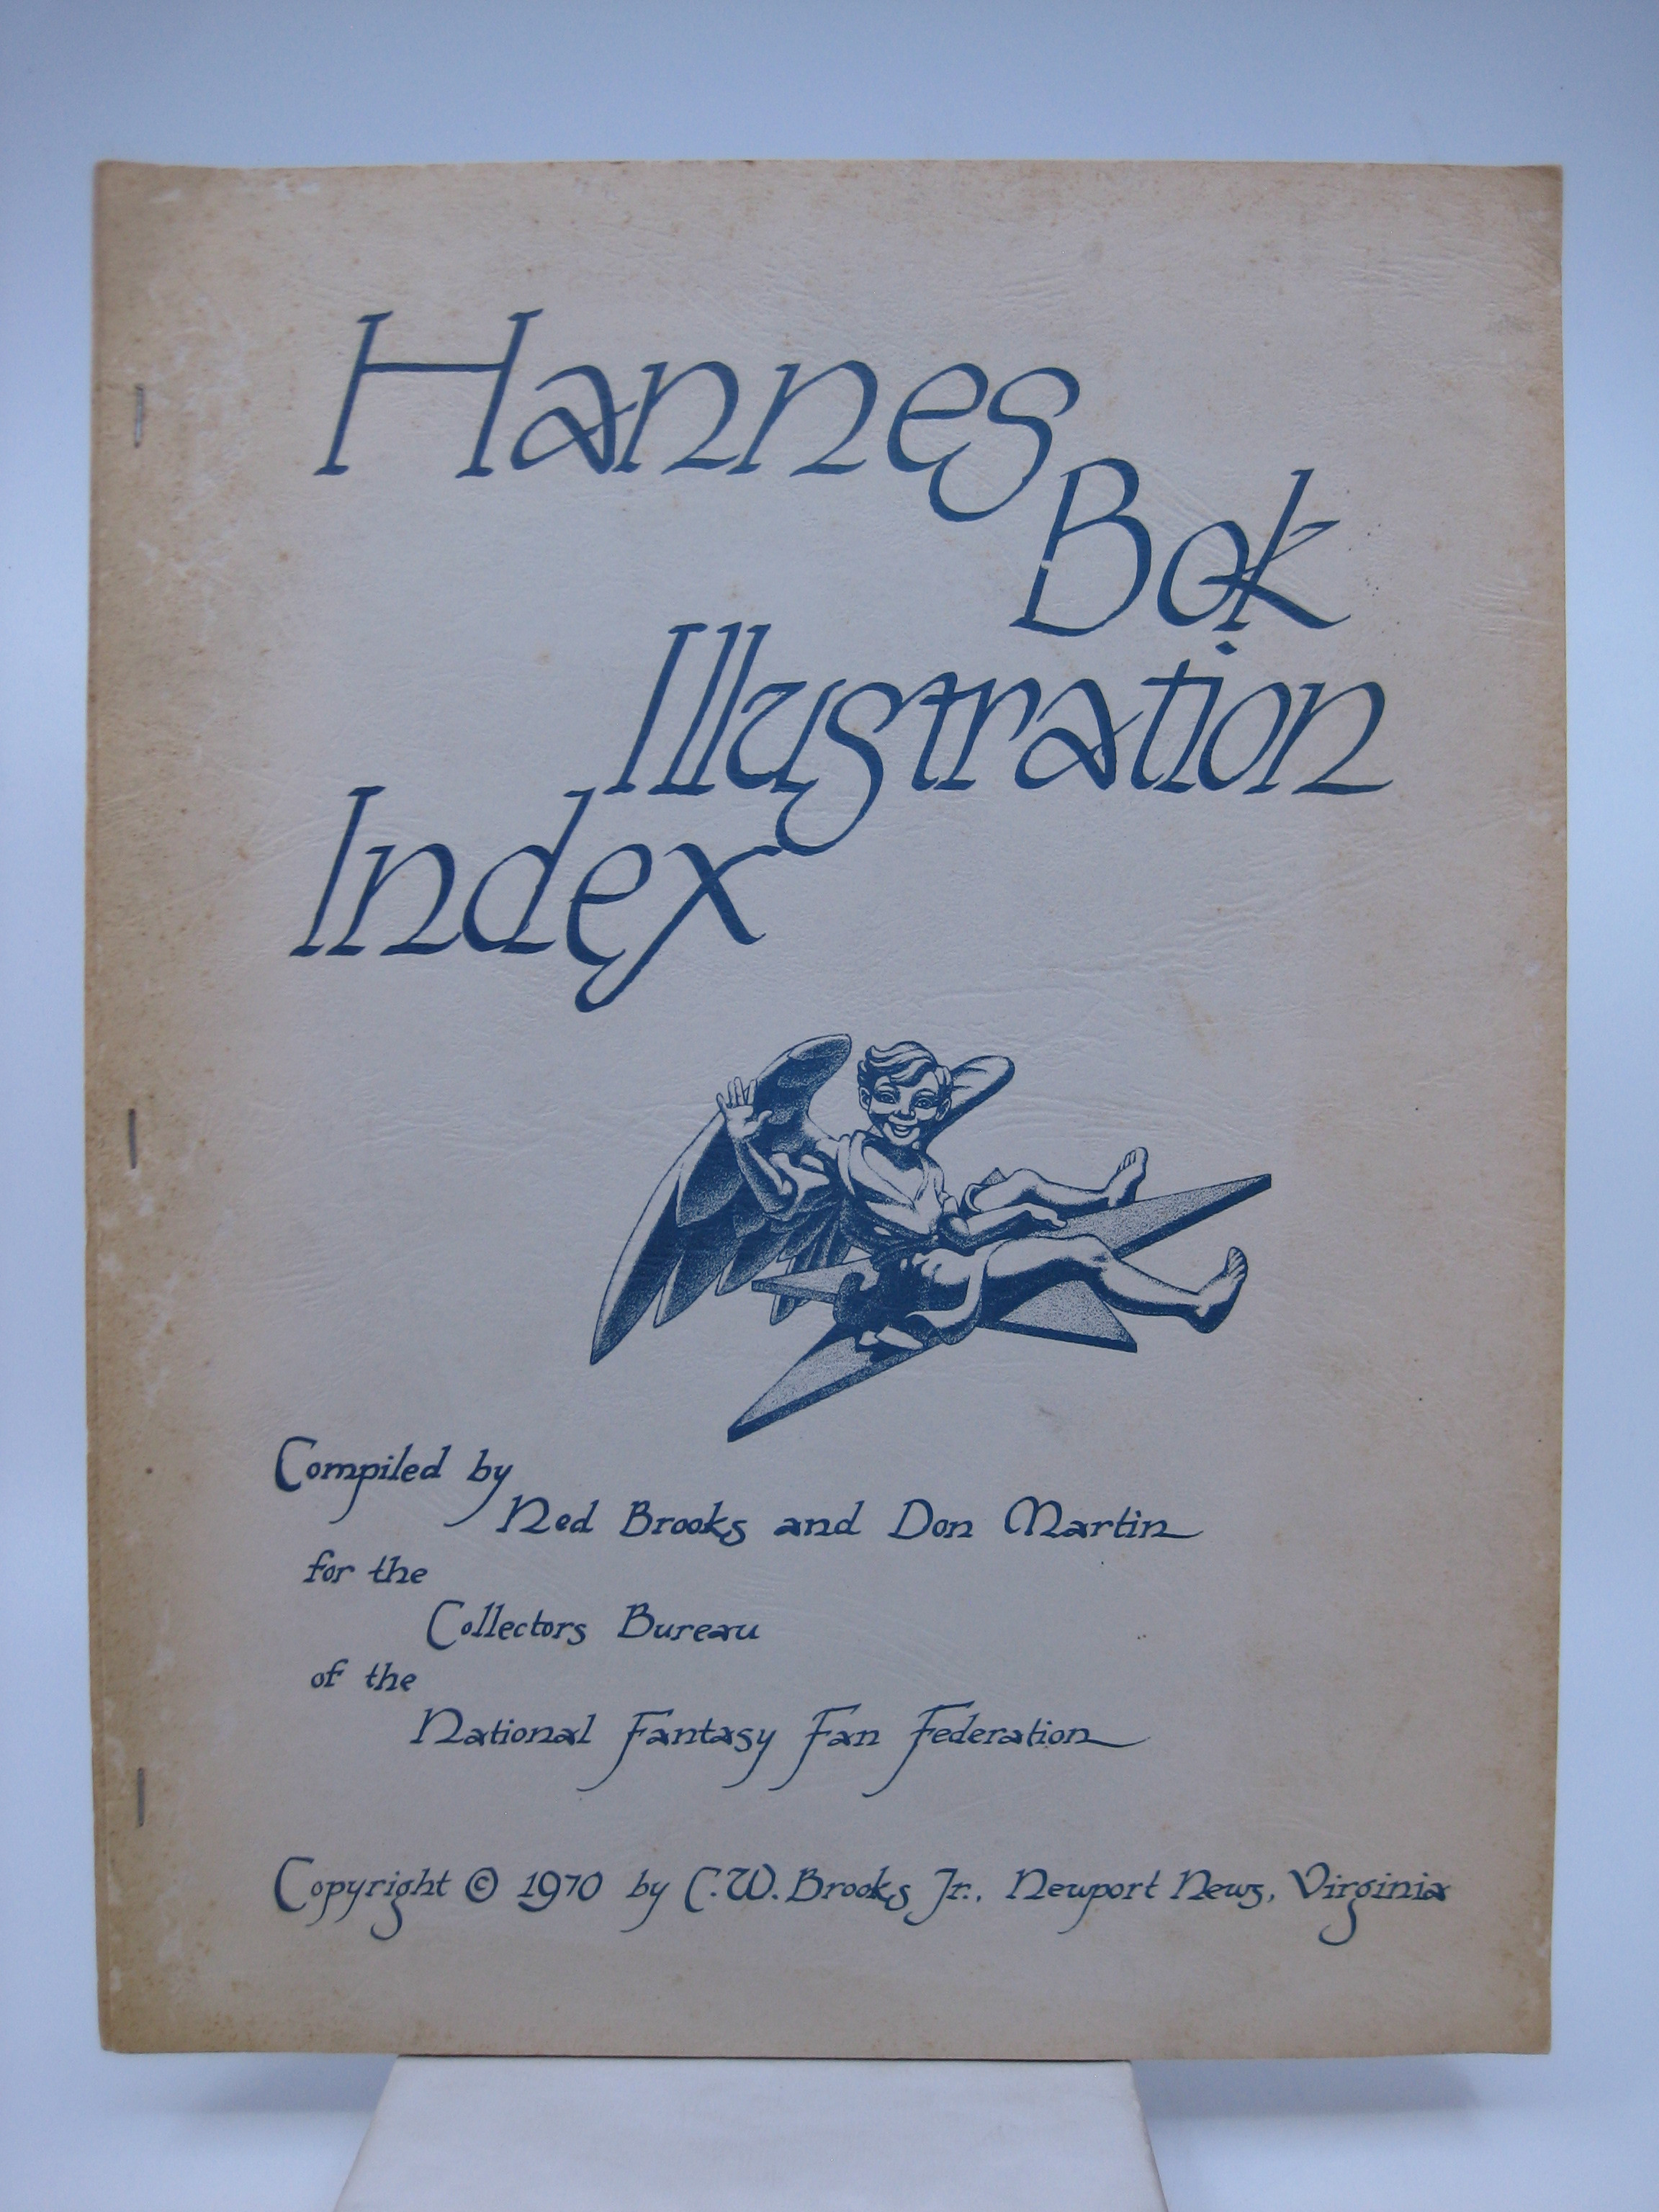 Hannes
Bok
Illustration
Index
Compiled by
Ned Brooks and Don Martin
for the
Collectors Bureau
of the
National Fantasy Fan Federation
Copyright © 1970 by C.W. Brooks Jr., Newport News, Virginia